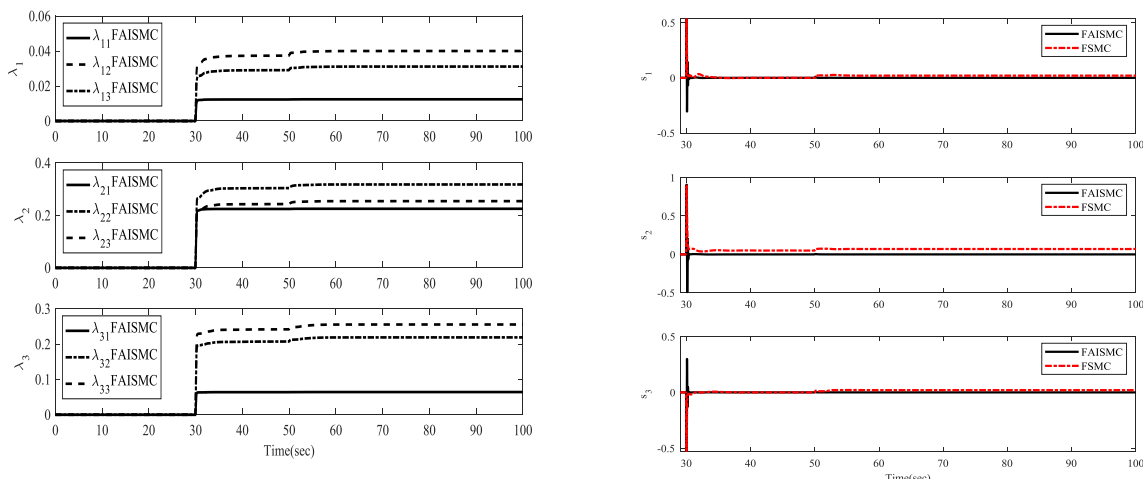 0.06
0.04
0.02
0
λ1
λ11FAISMC
λ12FAISMC
λ13FAISMC
0 10 20 30 40 50 60 70 80 90 100
0.4
0.2
0
λ2
λ21FAISMC
λ22FAISMC
λ23FAISMC
0 10 20 30 40 50 60 70 80 90 100
0.3
0.2
0.1
0
λ3
λ31FAISMC
λ32FAISMC
λ33FAISMC
0 10 20 30 40 50 60 70 80 90 100
Time(sec)
0.5
0
-0.5
s1
FAISMC
FSMC
30 40 50 60 70 80 90 100
1
0.5
0
-0.5
s2
FAISMC
FSMC
30 40 50 60 70 80 90 100
0.5
0
-0.5
s3
FAISMC
FSMC
30 40 50 60 70 80 90 100
Time(sec)